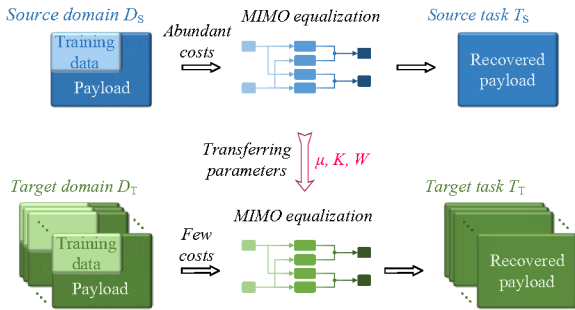 Source domain DS
MIMO equalization
Source task TS
Training
data
Payload
Abundant
costs
Recovered
payload
Transferring
parameters
μ, K, W
Target domain DT
MIMO equalization
Target task TT
Training
data
Payload
Few
costs
Recovered
payload